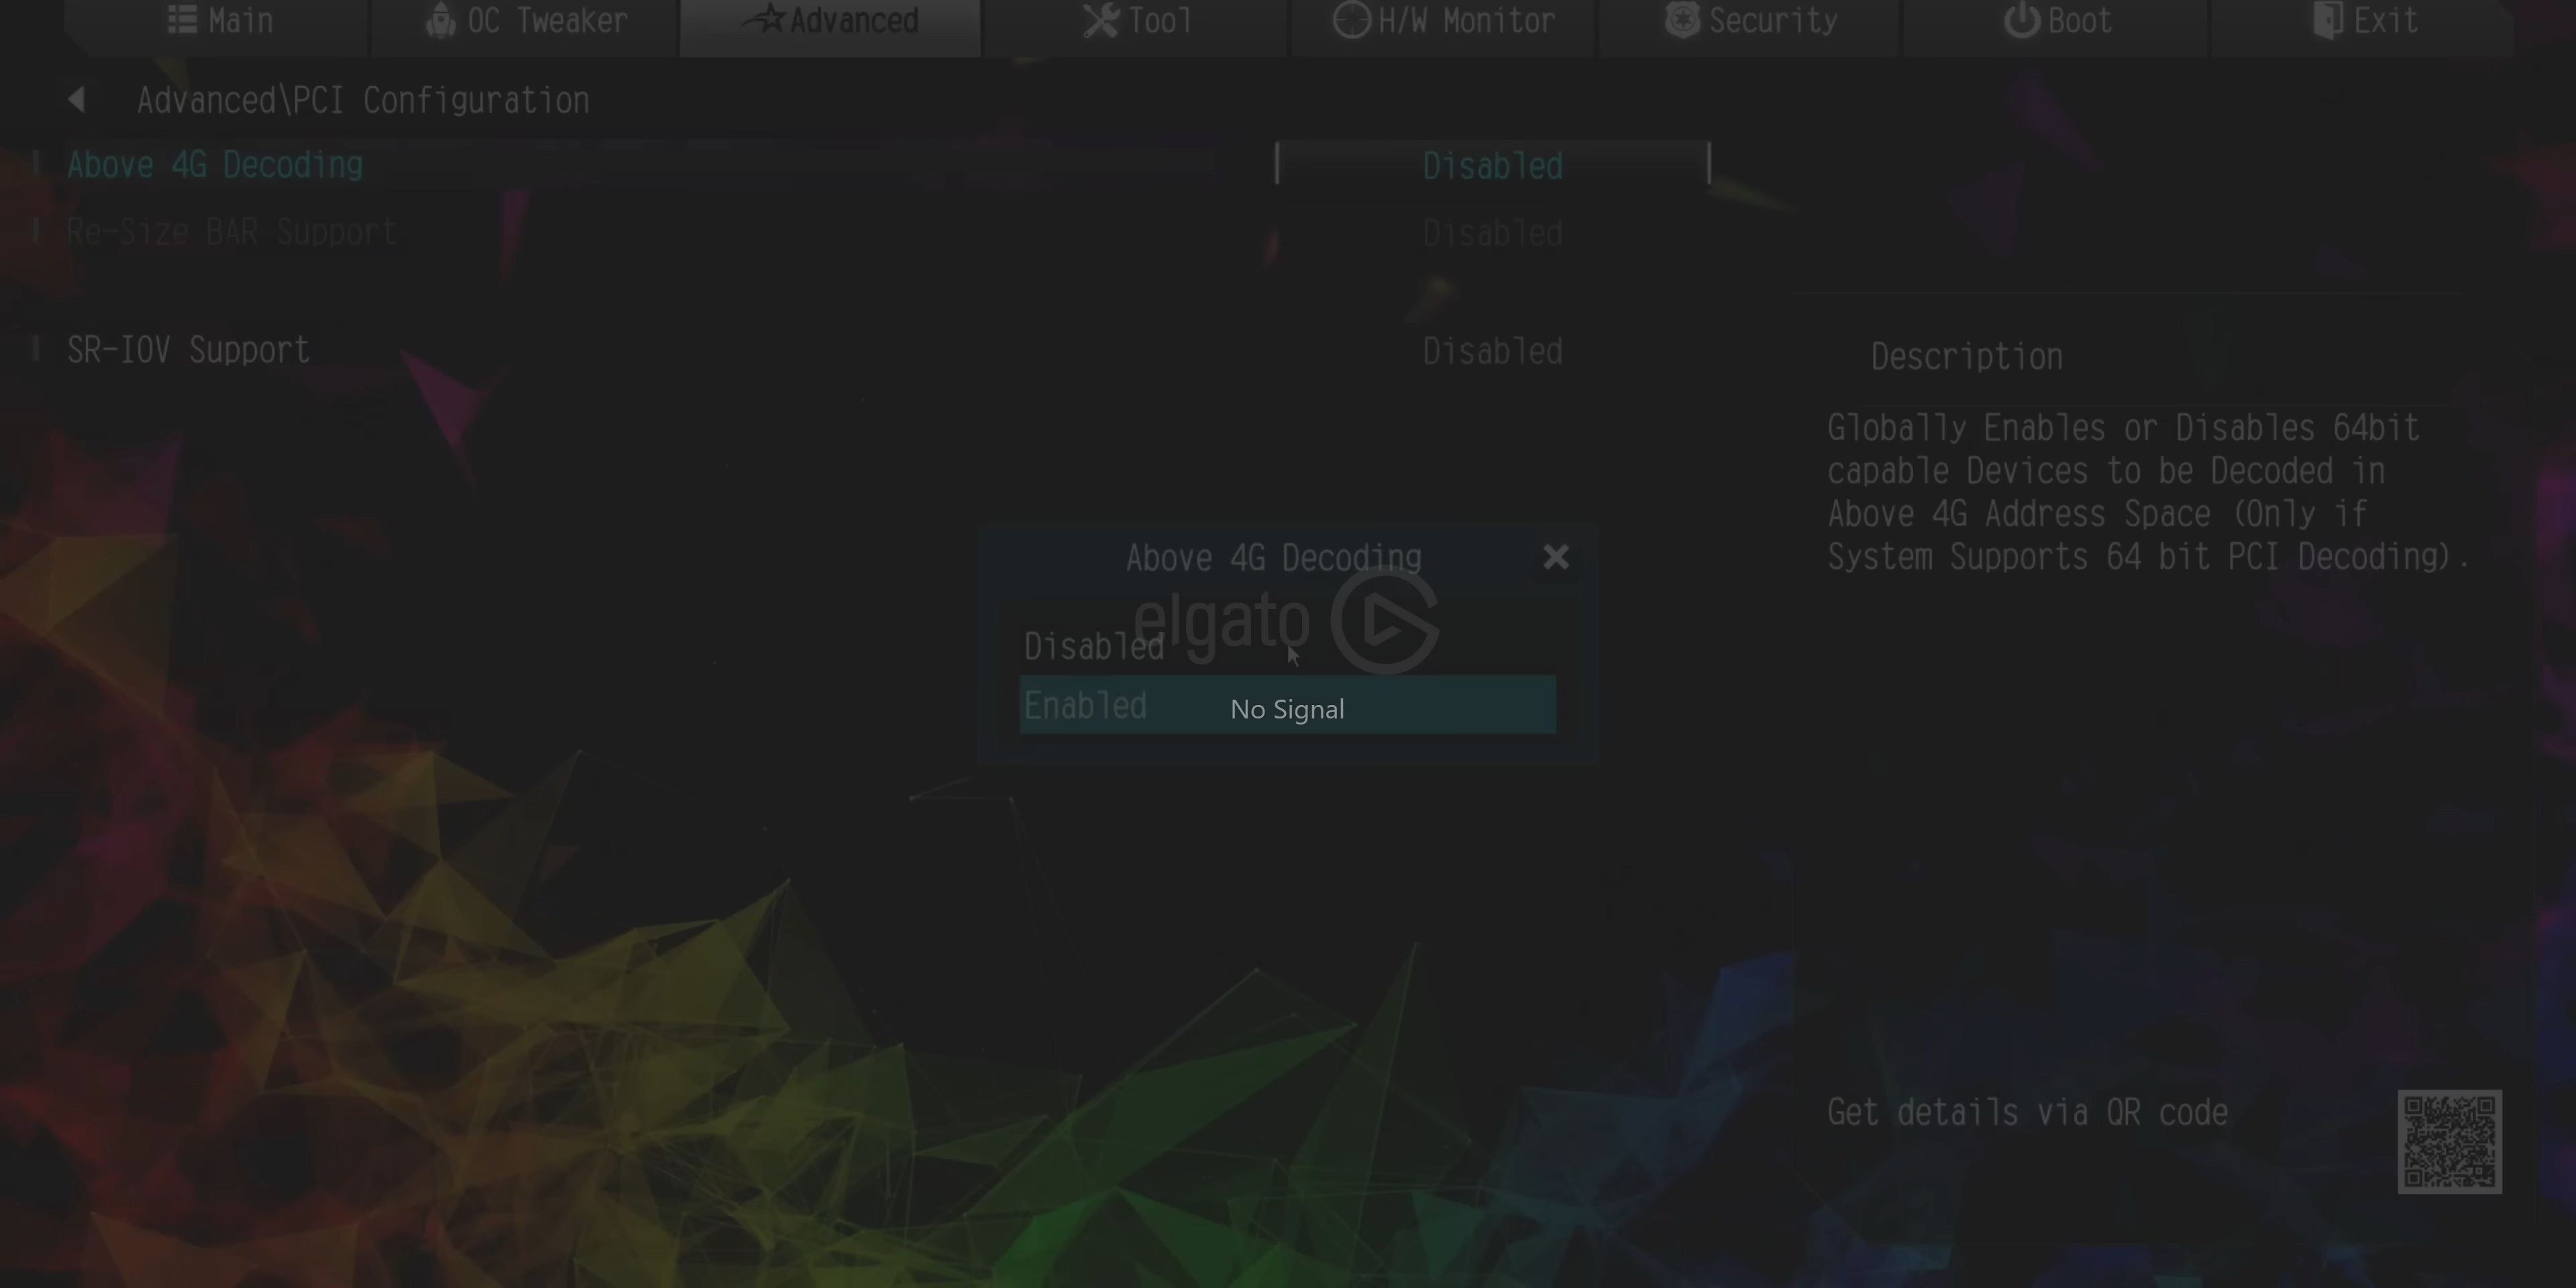 Main
OC Tweaker
Advanced
Tool
H/W Monitor
Security
Boot
Exit
Advanced\PCI Configuration
Above 4G Decoding
Disabled
Re-Size BAR Support
Disabled
SR-IOV Support
Disabled
Description
Globally Enables or Disables 64bit
capable Devices to be Decoded in
Above 4G Address Space (Only if
System Supports 64 bit PCI Decoding).
Above 4G Decoding
elgato
Disabled
Enabled
No Signal
Get details via QR code